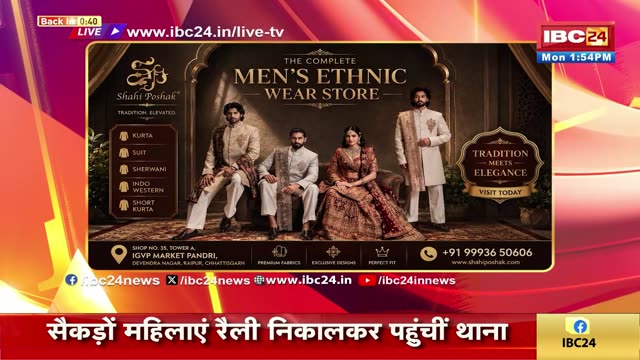 Back in 0:40
LIVE www.ibc24.in/live-tv
IBC24
Mon 1:54PM
Shahi Poshak
TRADITION. ELEVATED.
THE COMPLETE
MEN'S ETHNIC
WEAR STORE
KURTA
SUIT
SHERWANI
INDO
WESTERN
SHORT
KURTA
TRADITION
MEETS
ELEGANCE
VISIT TODAY
SHOP NO. 35, TOWER A,
IGVP MARKET PANDRI,
DEVENDRA NAGAR, RAIPUR, CHHATTISGARH
PREMIUM FABRICS
EXCLUSIVE DESIGNS
PERFECT FIT
+91 99936 50606
www.shahiposhak.com
/ibc24news /ibc24news www.ibc24.in /ibc24innews
सैकड़ों महिलाएं रैली निकालकर पहुंचीं थाना
IBC24